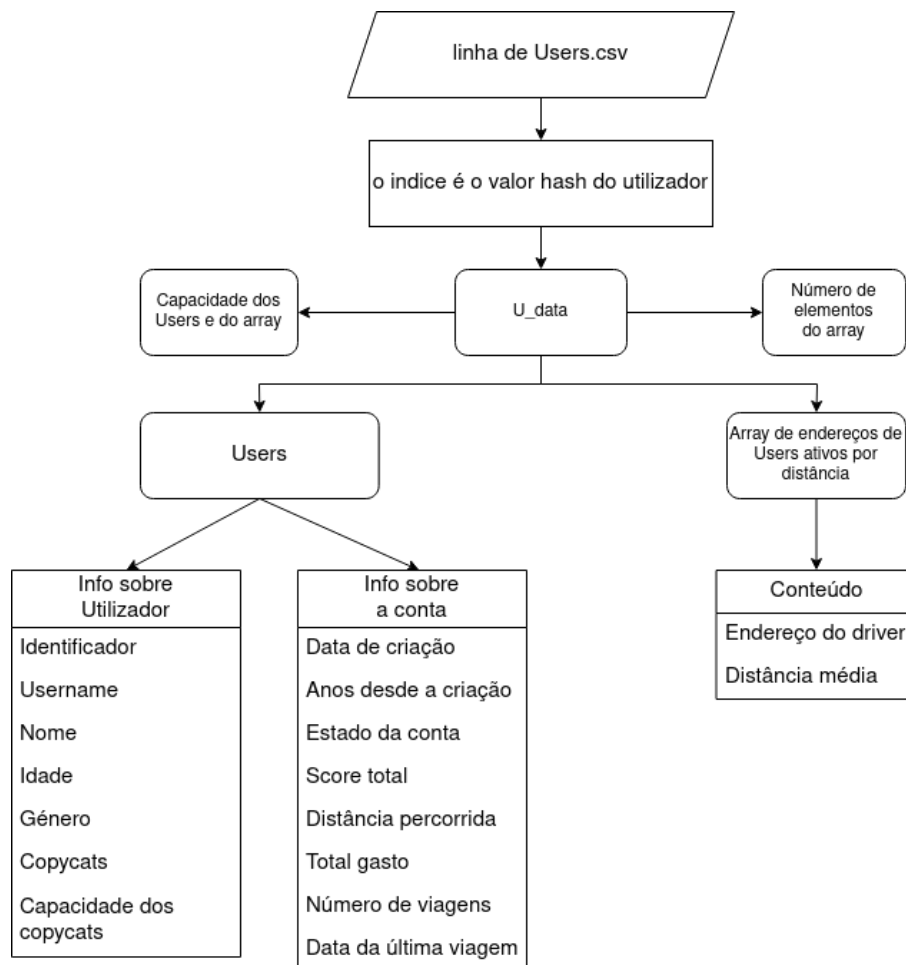 linha de Users.csv
o indice é o valor hash do utilizador
Capacidade dos
Users e do array
U_data
Número de
elementos
do array
Users
Array de endereços de
Users ativos por
distância
Info sobre
Utilizador
Identificador
Username
Nome
Idade
Género
Copycats
Capacidade dos
copycats
Info sobre
a conta
Data de criação
Anos desde a criação
Estado da conta
Score total
Distância percorrida
Total gasto
Número de viagens
Data da última viagem
Conteúdo
Endereço do driver
Distância média